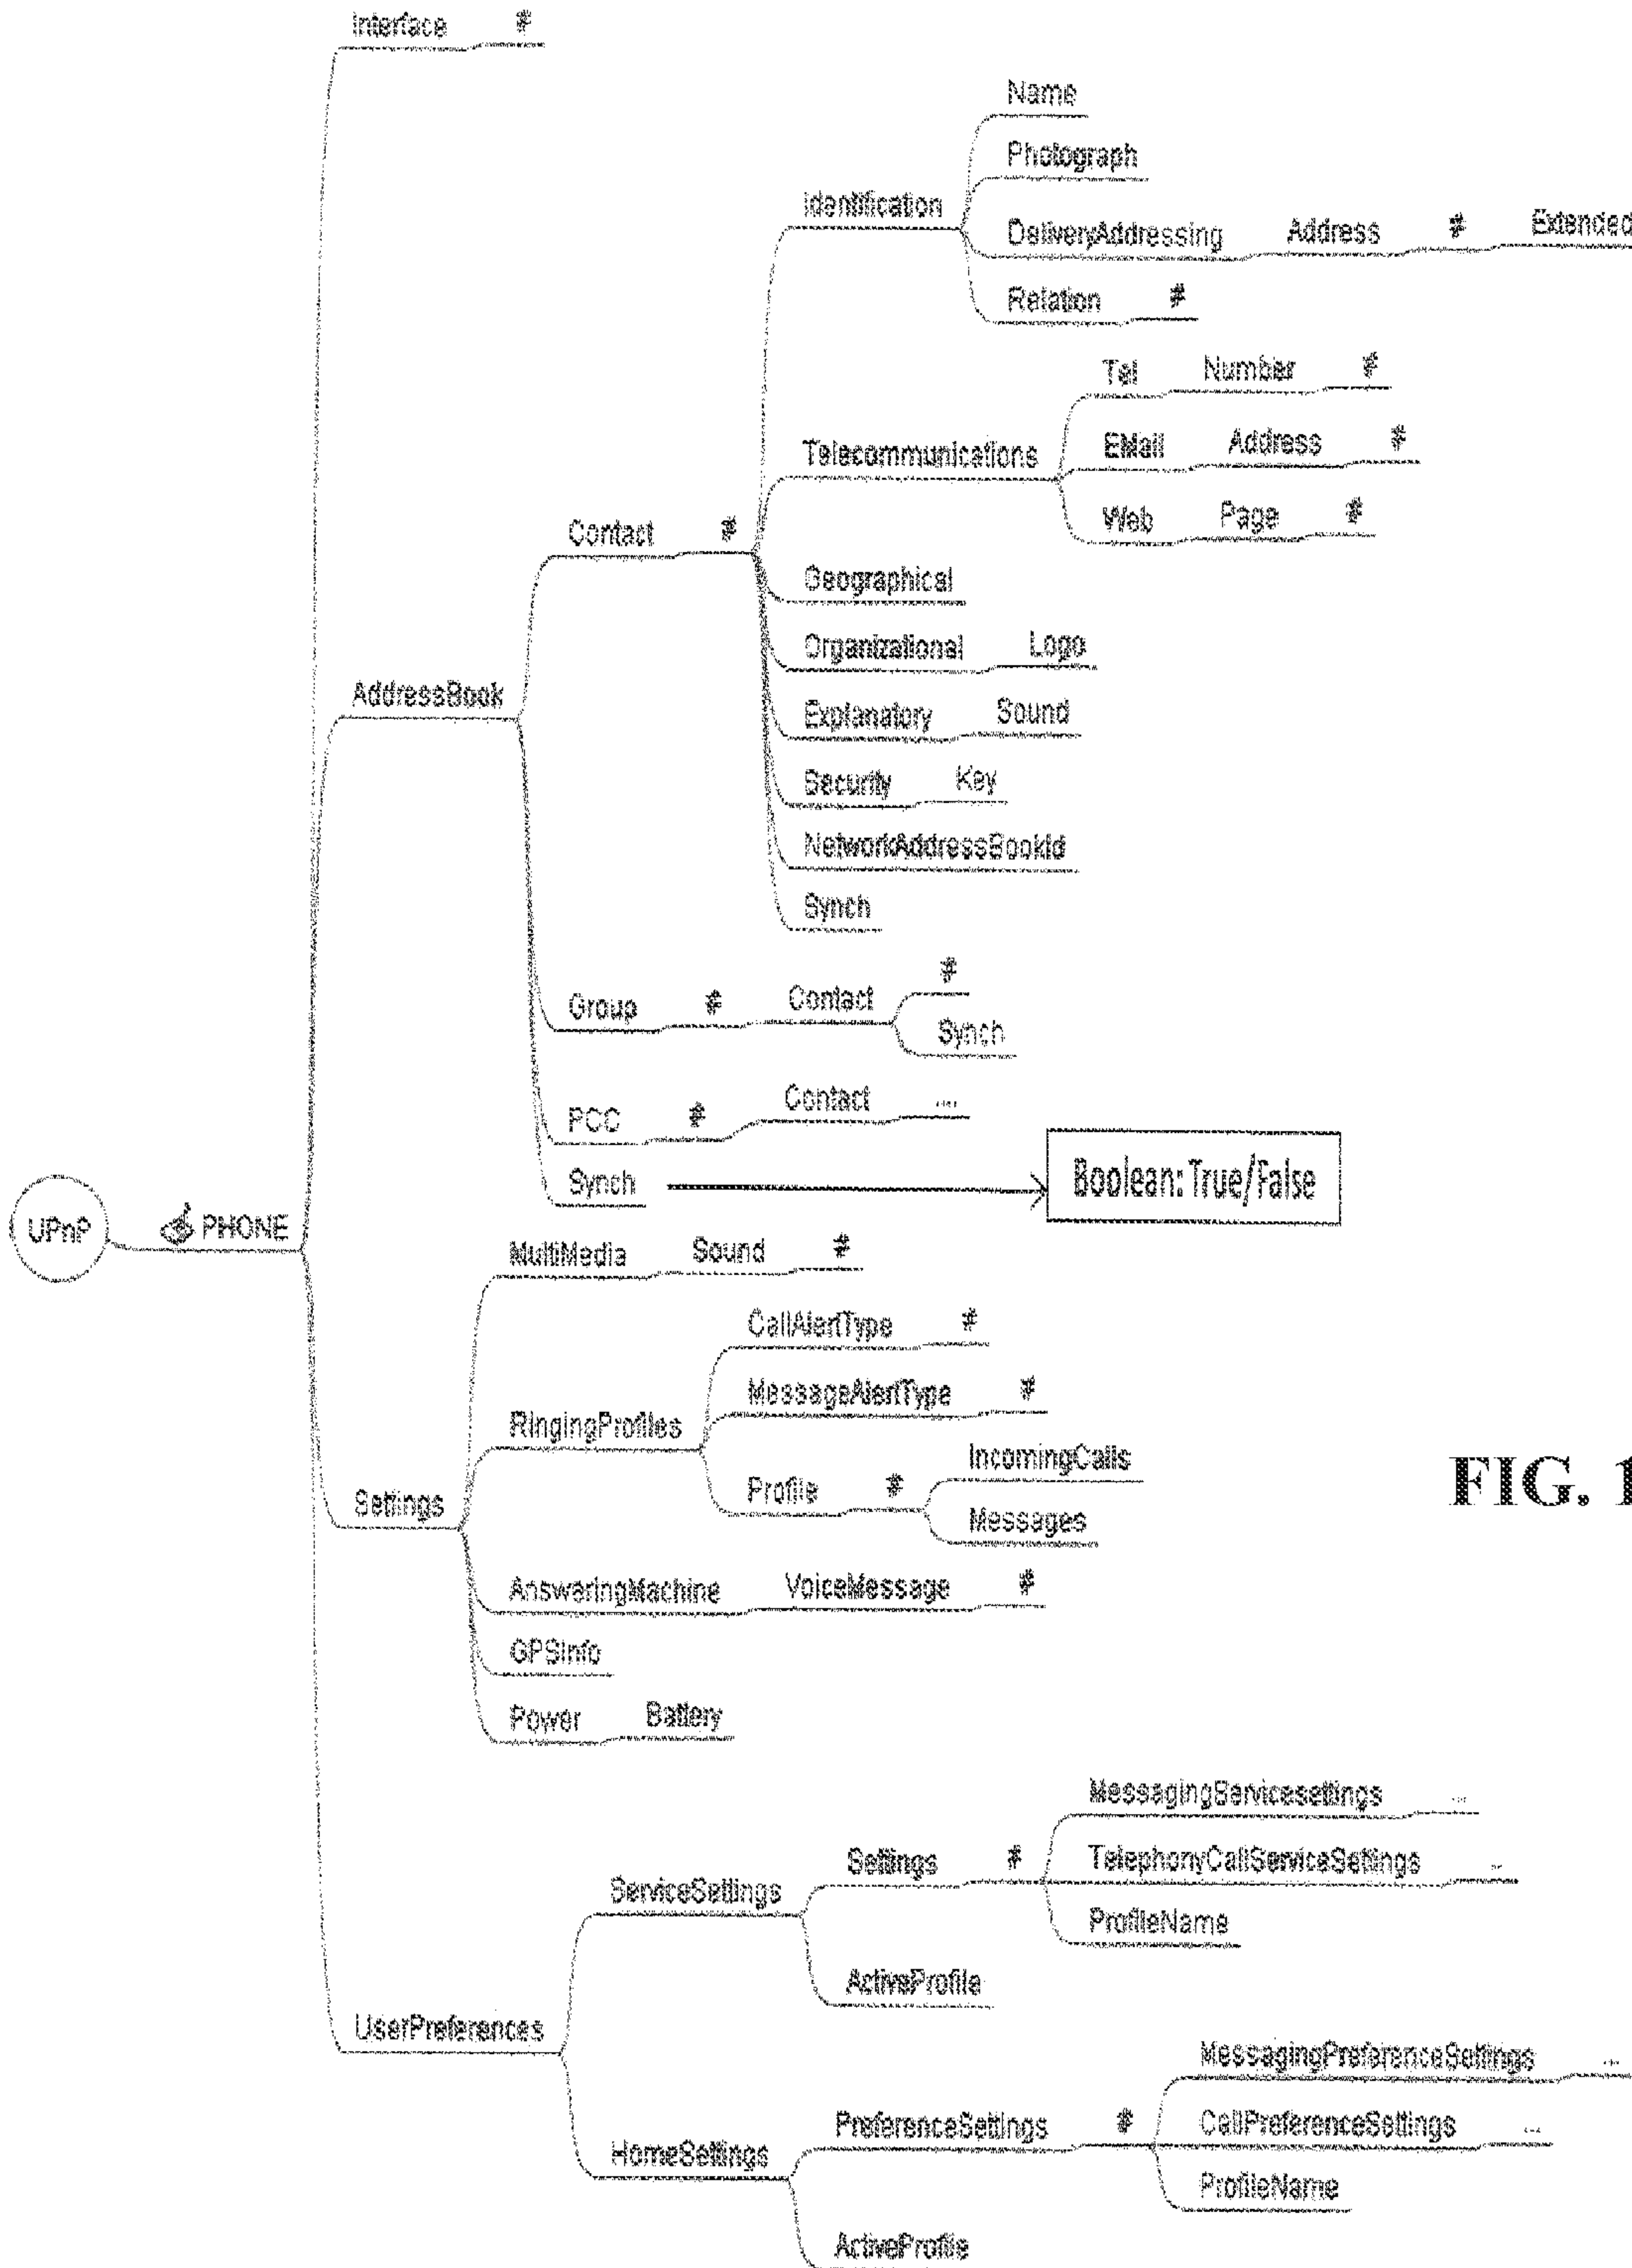 Interface #
Name
Photograph
Identification
DeliveryAddressing Address # Extended
Relation #
Tel Number #
EMail Address #
Telecommunications
Web Page #
Contact #
Geographical
Organizational Logo
AddressBook
Explanatory Sound
Security Key
NetworkAddressBookId
Synch
#
Group # Contact
Synch
PCC # Contact ...
Synch
Boolean: True/False
UPnP PHONE
MultiMedia Sound #
CallAlertType #
MessageAlertType #
RingingProfiles
IncomingCalls
Profile #
Messages
FIG. 1
Settings
AnsweringMachine VoiceMessage #
GPSInfo
Power Battery
MessagingServicesettings ...
Settings #
TelephonyCallServiceSettings ...
ServiceSettings
ProfileName
ActiveProfile
UserPreferences
MessagingPreferenceSettings ...
PreferenceSettings #
CallPreferenceSettings ...
HomeSettings
ProfileName
ActiveProfile